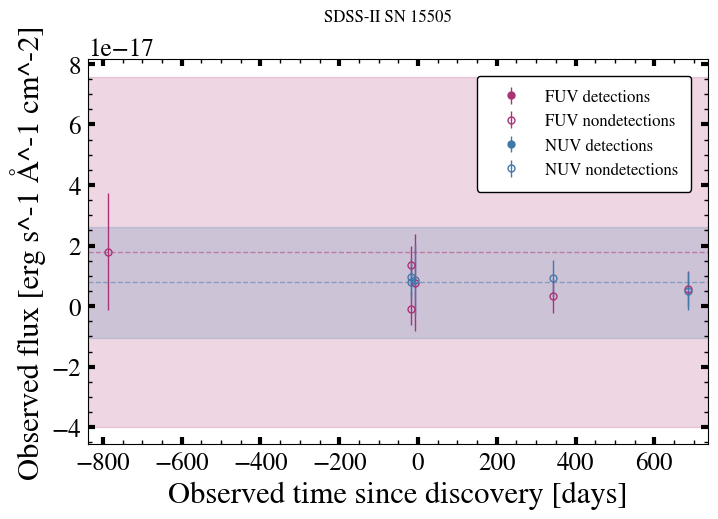 SDSS-II SN 15505
1e−17
Observed flux [erg s^-1 Å^-1 cm^-2]
8
6
4
2
0
−2
−4
FUV detections
FUV nondetections
NUV detections
NUV nondetections
−800 −600 −400 −200 0 200 400 600
Observed time since discovery [days]